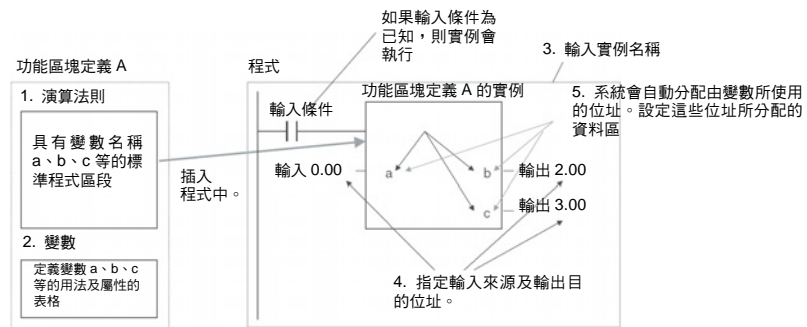 如果輸入條件為
已知，則實例會
執行
3. 輸入實例名稱
功能區塊定義 A
程式
1. 演算法則
功能區塊定義 A 的實例
5. 系統會自動分配由變數所使用
的位址。設定這些位址所分配的
資料區
輸入條件
具有變數名稱
a、b、c 等的標
準程式區段
插入
程式中。
輸入 0.00
a
b
輸出 2.00
c
輸出 3.00
2. 變數
定義變數 a、b、c
等的用法及屬性的
表格
4. 指定輸入來源及輸出目
的位址。